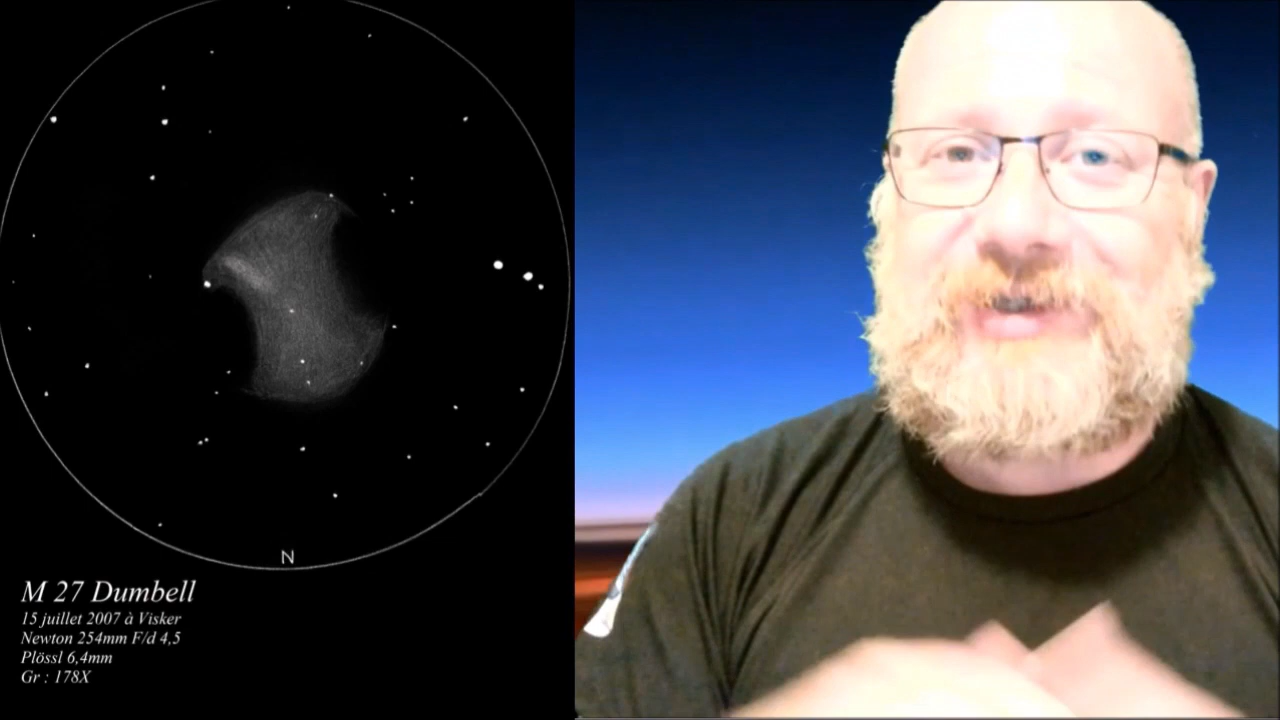 N
M 27 Dumbell
15 juillet 2007 à Visker
Newton 254mm F/d 4,5
Plössl 6,4mm
Gr : 178X